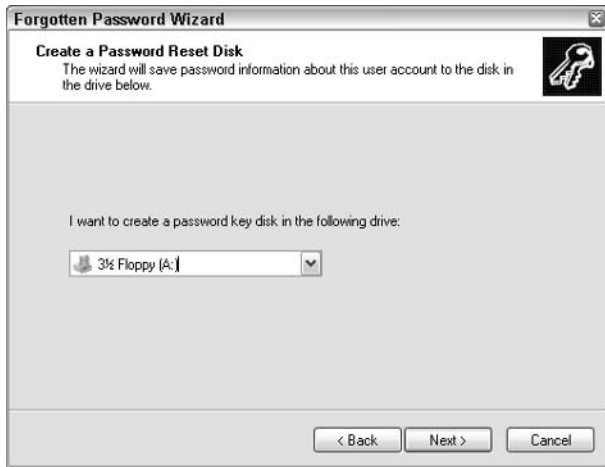 Forgotten Password Wizard
Create a Password Reset Disk
The wizard will save password information about this user account to the disk in
the drive below.
I want to create a password key disk in the following drive:
3½ Floppy (A:)
< Back Next > Cancel